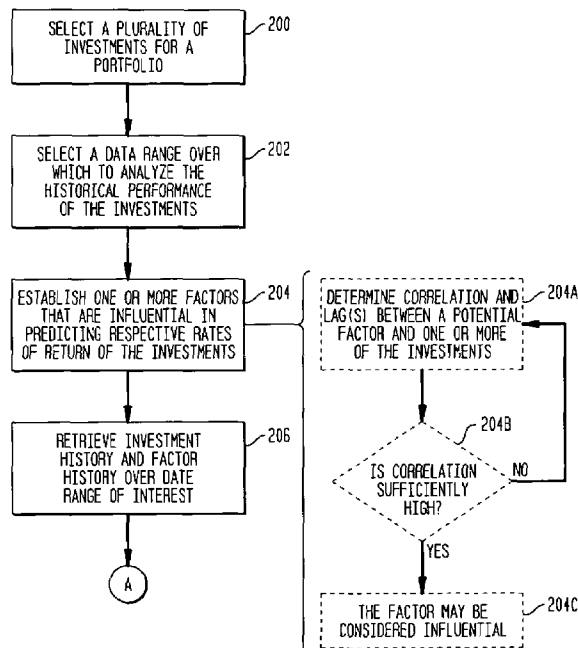 SELECT A PLURALITY OF
INVESTMENTS FOR A
PORTFOLIO
200
SELECT A DATA RANGE OVER
WHICH TO ANALYZE THE
HISTORICAL PERFORMANCE
OF THE INVESTMENTS
202
ESTABLISH ONE OR MORE FACTORS
THAT ARE INFLUENTIAL IN
PREDICTING RESPECTIVE RATES
OF RETURN OF THE INVESTMENTS
204
RETRIEVE INVESTMENT
HISTORY AND FACTOR
HISTORY OVER DATE
RANGE OF INTEREST
206
A
DETERMINE CORRELATION AND
LAG(S) BETWEEN A POTENTIAL
FACTOR AND ONE OR MORE
OF THE INVESTMENTS
204A
204B
IS CORRELATION
SUFFICIENTLY
HIGH?
NO
YES
THE FACTOR MAY BE
CONSIDERED INFLUENTIAL
204C